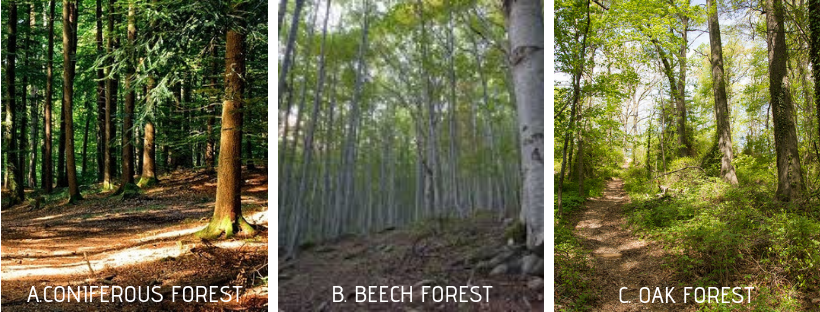 A.CONIFEROUS FOREST
B. BEECH FOREST
C. OAK FOREST